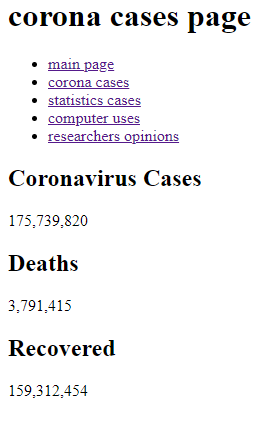 corona cases page
main page
corona cases
statistics cases
computer uses
researchers opinions
Coronavirus Cases
175,739,820
Deaths
3,791,415
Recovered
159,312,454